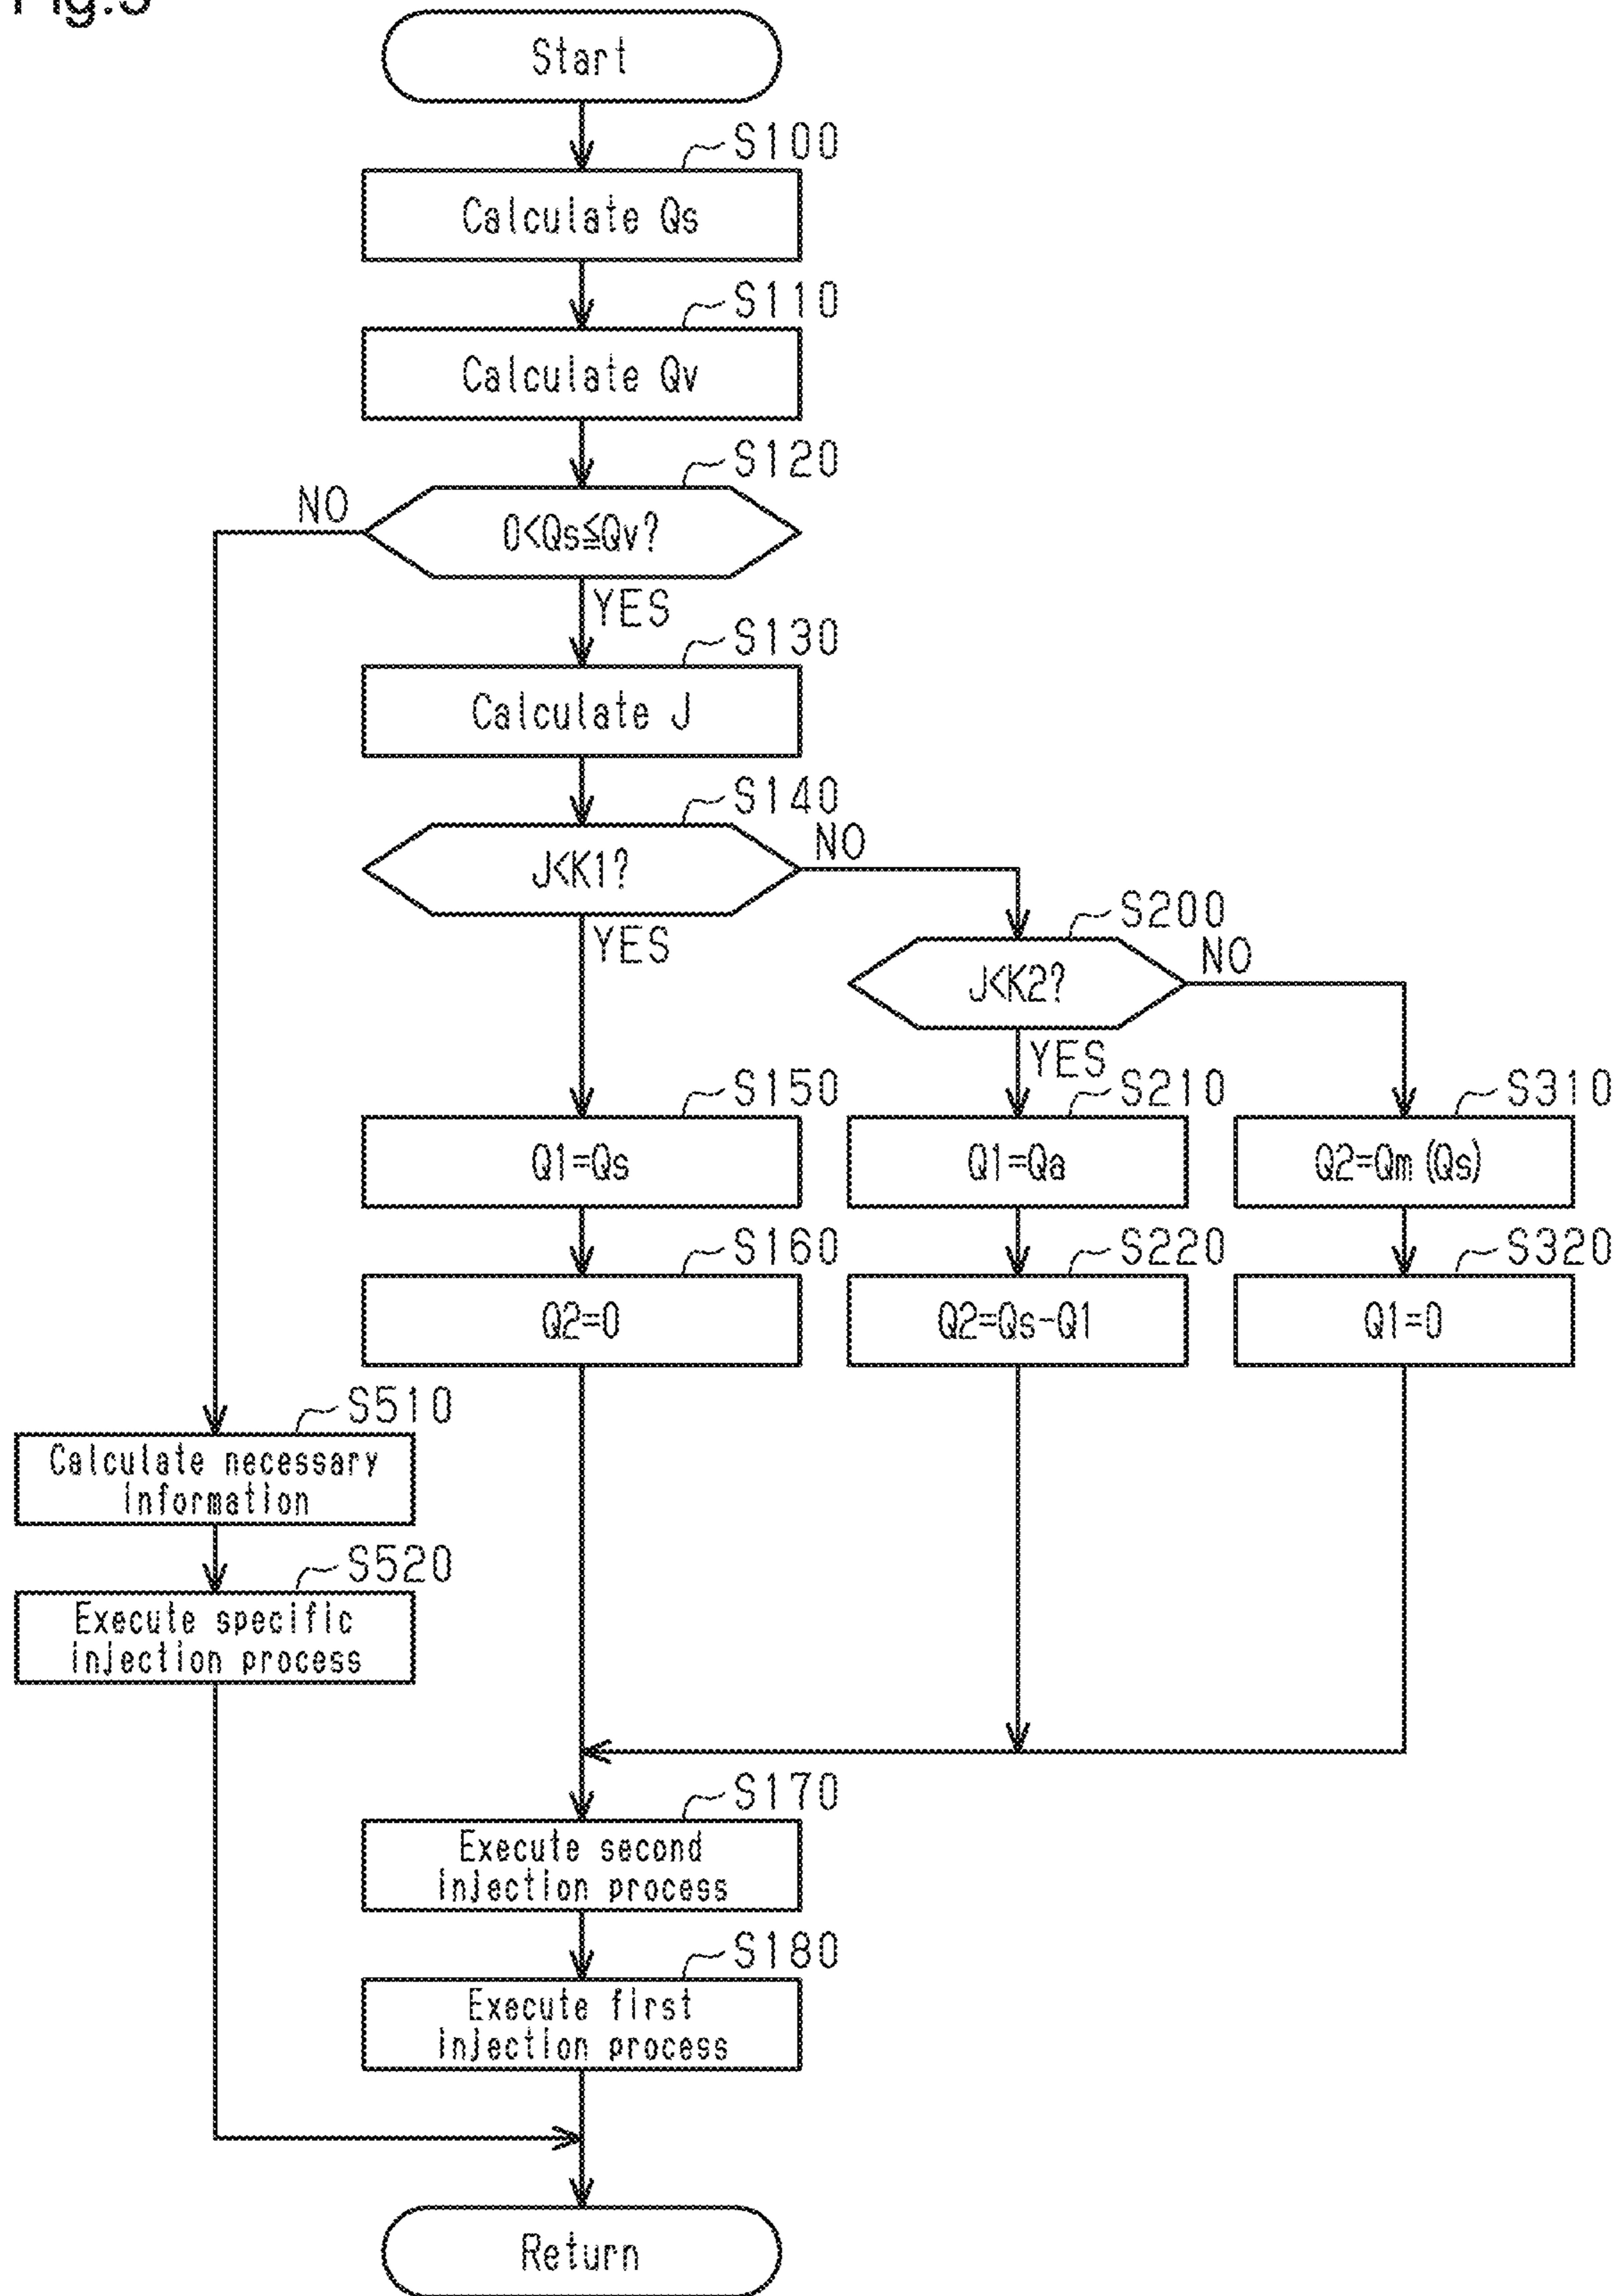 Start
S100
Calculate Qs
S110
Calculate Qv
S120
NO
0<Qs≦Qv?
YES
S130
Calculate J
S140
NO
J<K1?
YES
S200
NO
J<K2?
YES
S150
S210
S310
Q1=Qs
Q1=Qa
Q2=Qm(Qs)
S160
S220
S320
Q2=0
Q2=Qs-Q1
Q1=0
S510
Calculate necessary
information
S520
Execute specific
injection process
S170
Execute second
injection process
S180
Execute first
injection process
Return